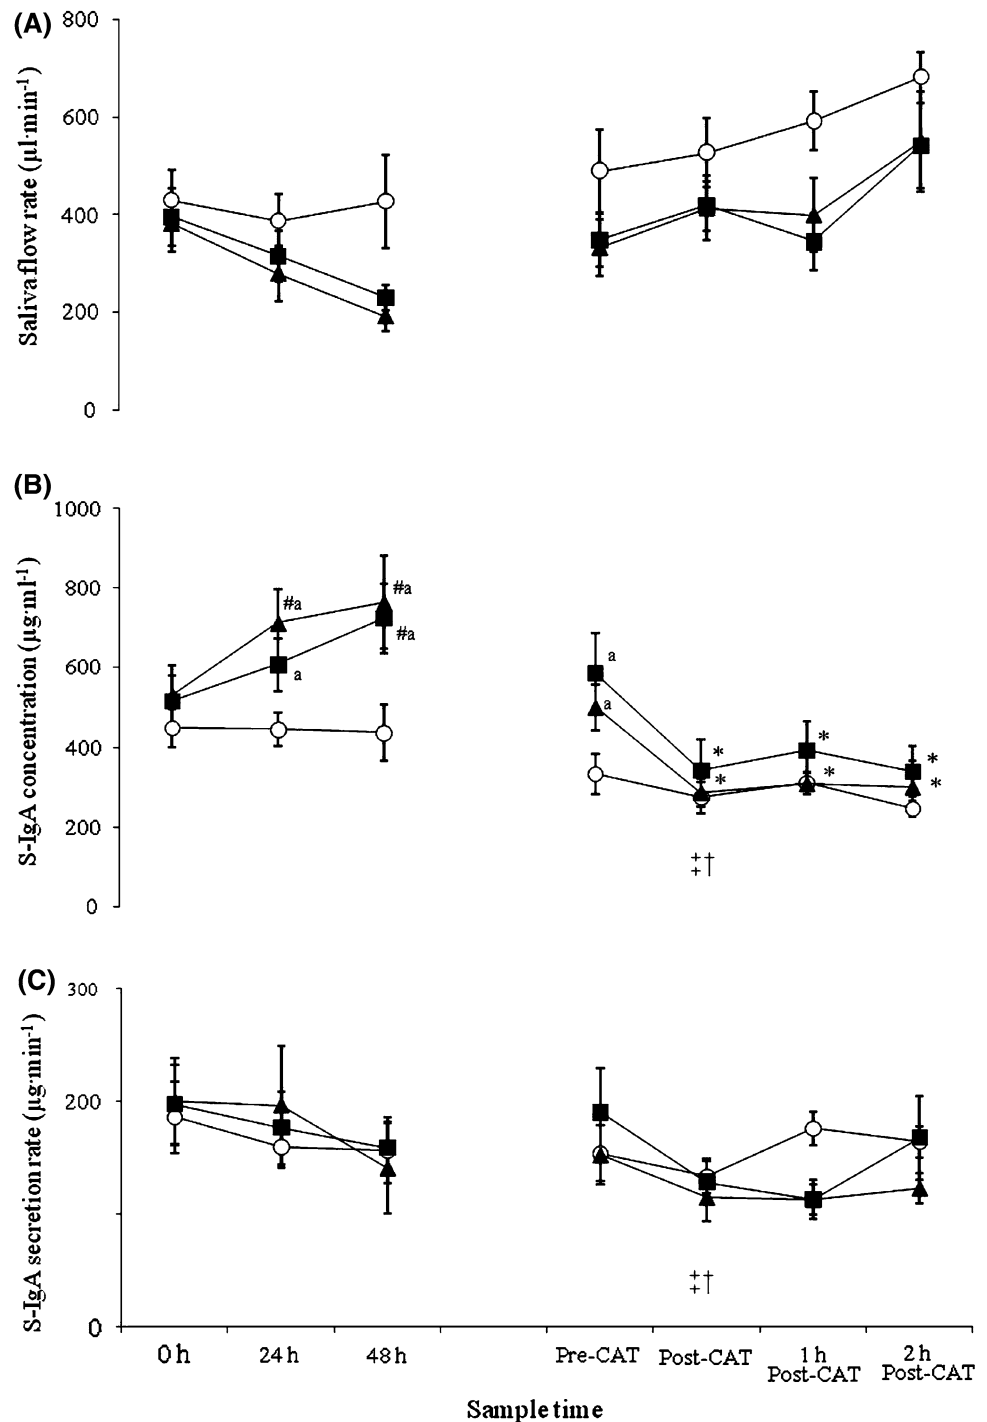 (A)
800
600
400
200
0
Saliva flow rate (µl·min⁻¹)
(B)
1000
800
600
400
200
0
S-IgA concentration (µg·ml⁻¹)
#a
#a
#a
a
a
a
*
*
*
*
*
*
‡†
(C)
300
200
0
S-IgA secretion rate (µg·min⁻¹)
‡†
0 h
24 h
48 h
Pre-CAT
Post-CAT
1 h
Post-CAT
2 h
Post-CAT
Sample time